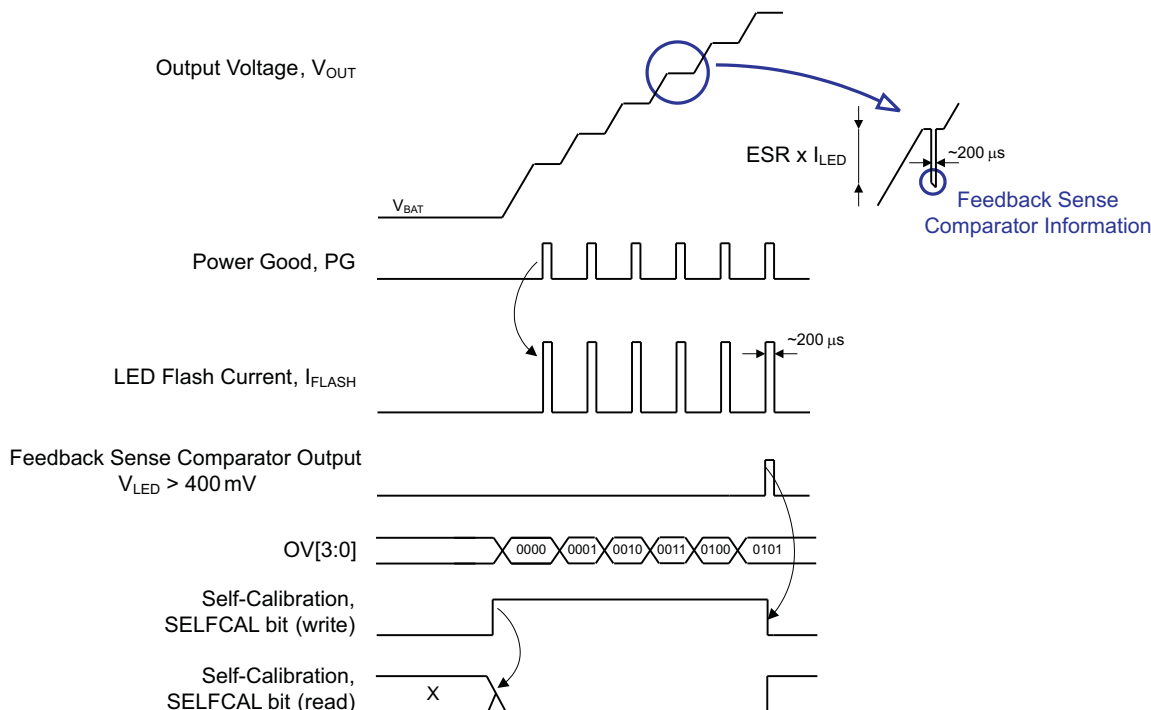 Output Voltage, VOUT
ESR x ILED
~200 µs
VBAT
Feedback Sense
Comparator Information
Power Good, PG
~200 µs
LED Flash Current, IFLASH
Feedback Sense Comparator Output
VLED > 400 mV
OV[3:0]
0000 0001 0010 0011 0100 0101
Self-Calibration,
SELFCAL bit (write)
Self-Calibration,
SELFCAL bit (read)
X